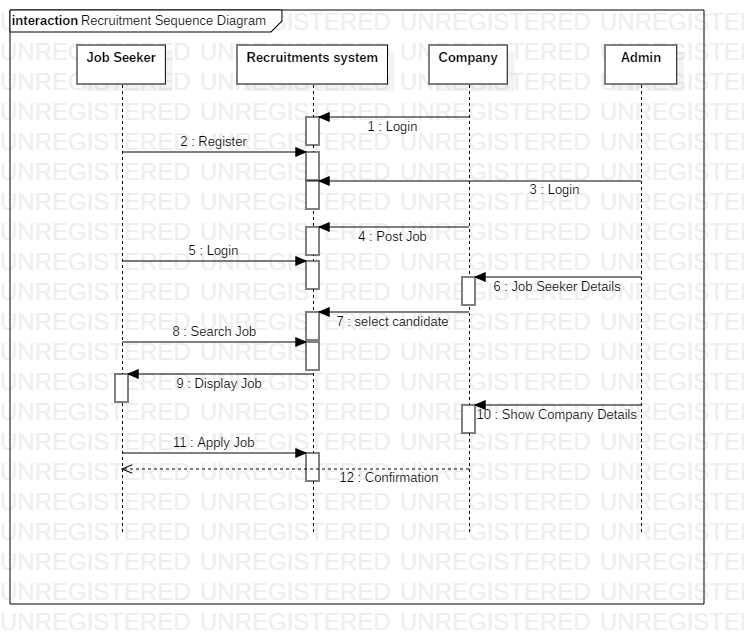 interaction Recruitment Sequence Diagram
Job Seeker
Recruitments system
Company
Admin
1 : Login
2 : Register
3 : Login
4 : Post Job
5 : Login
6 : Job Seeker Details
7 : select candidate
8 : Search Job
9 : Display Job
10 : Show Company Details
11 : Apply Job
12 : Confirmation
UNREGISTERED UNREGISTERED UNREGISTERED UNREGISTERED